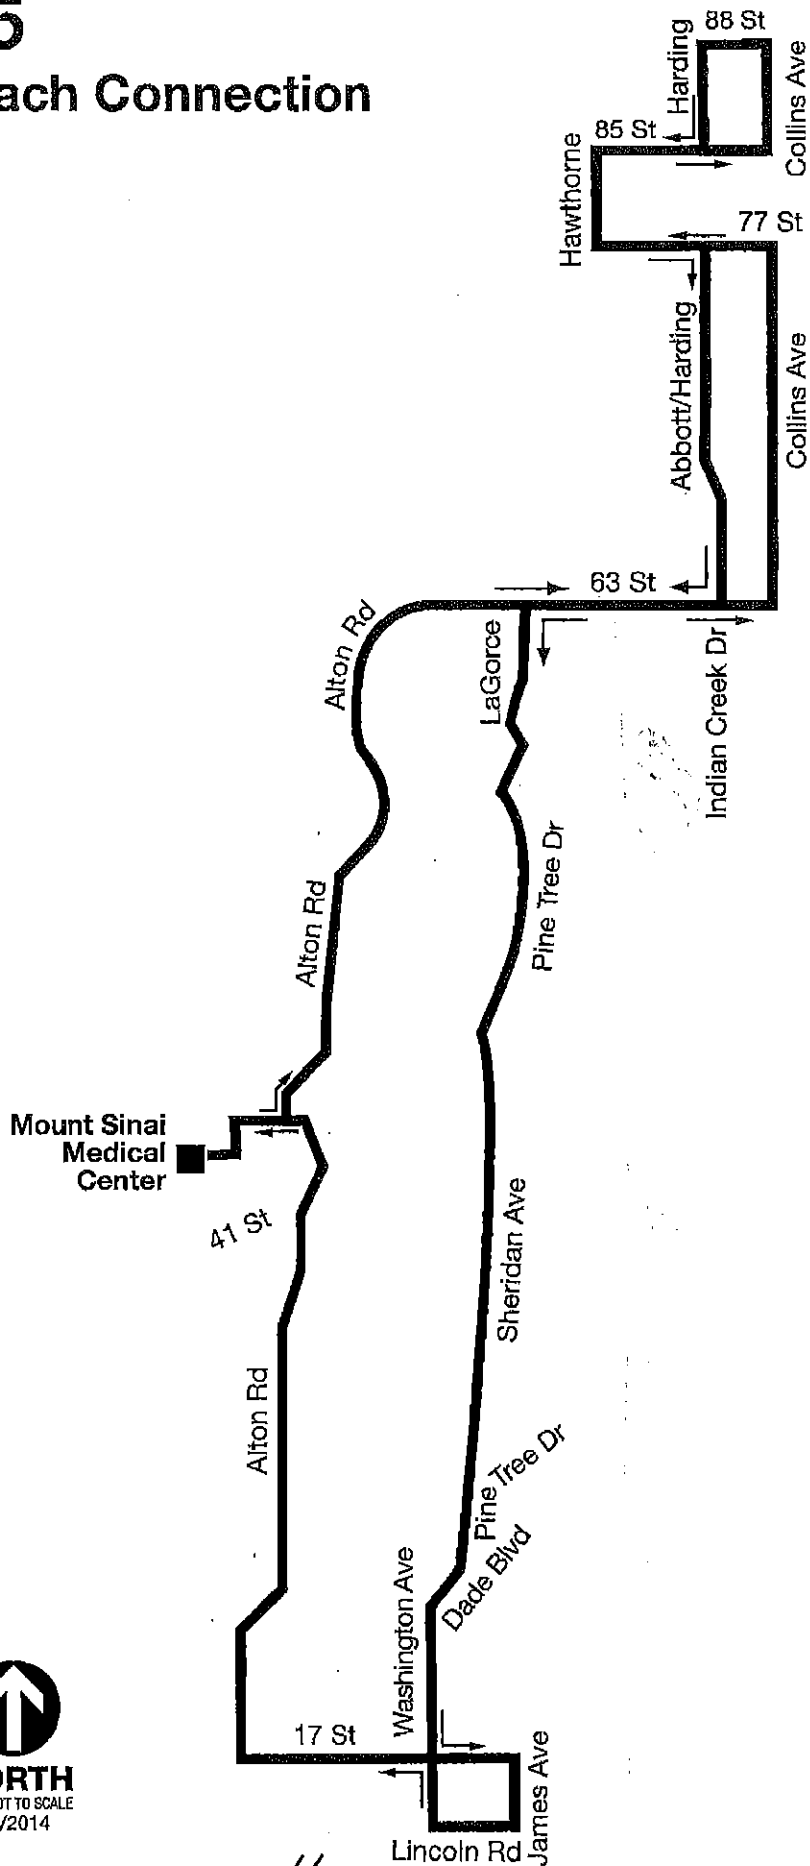 ach Connection
88 St
Harding
Collins Ave
85 St
Hawthorne
77 St
Abbott/Harding
Collins Ave
63 St
Alton Rd
LaGorce
Indian Creek Dr
Pine Tree Dr
Alton Rd
Mount Sinai
Medical
Center
41 St
Sheridan Ave
Alton Rd
Pine Tree Dr
Dade Blvd
Washington Ave
17 St
James Ave
Lincoln Rd
ORTH
OT TO SCALE
/2014